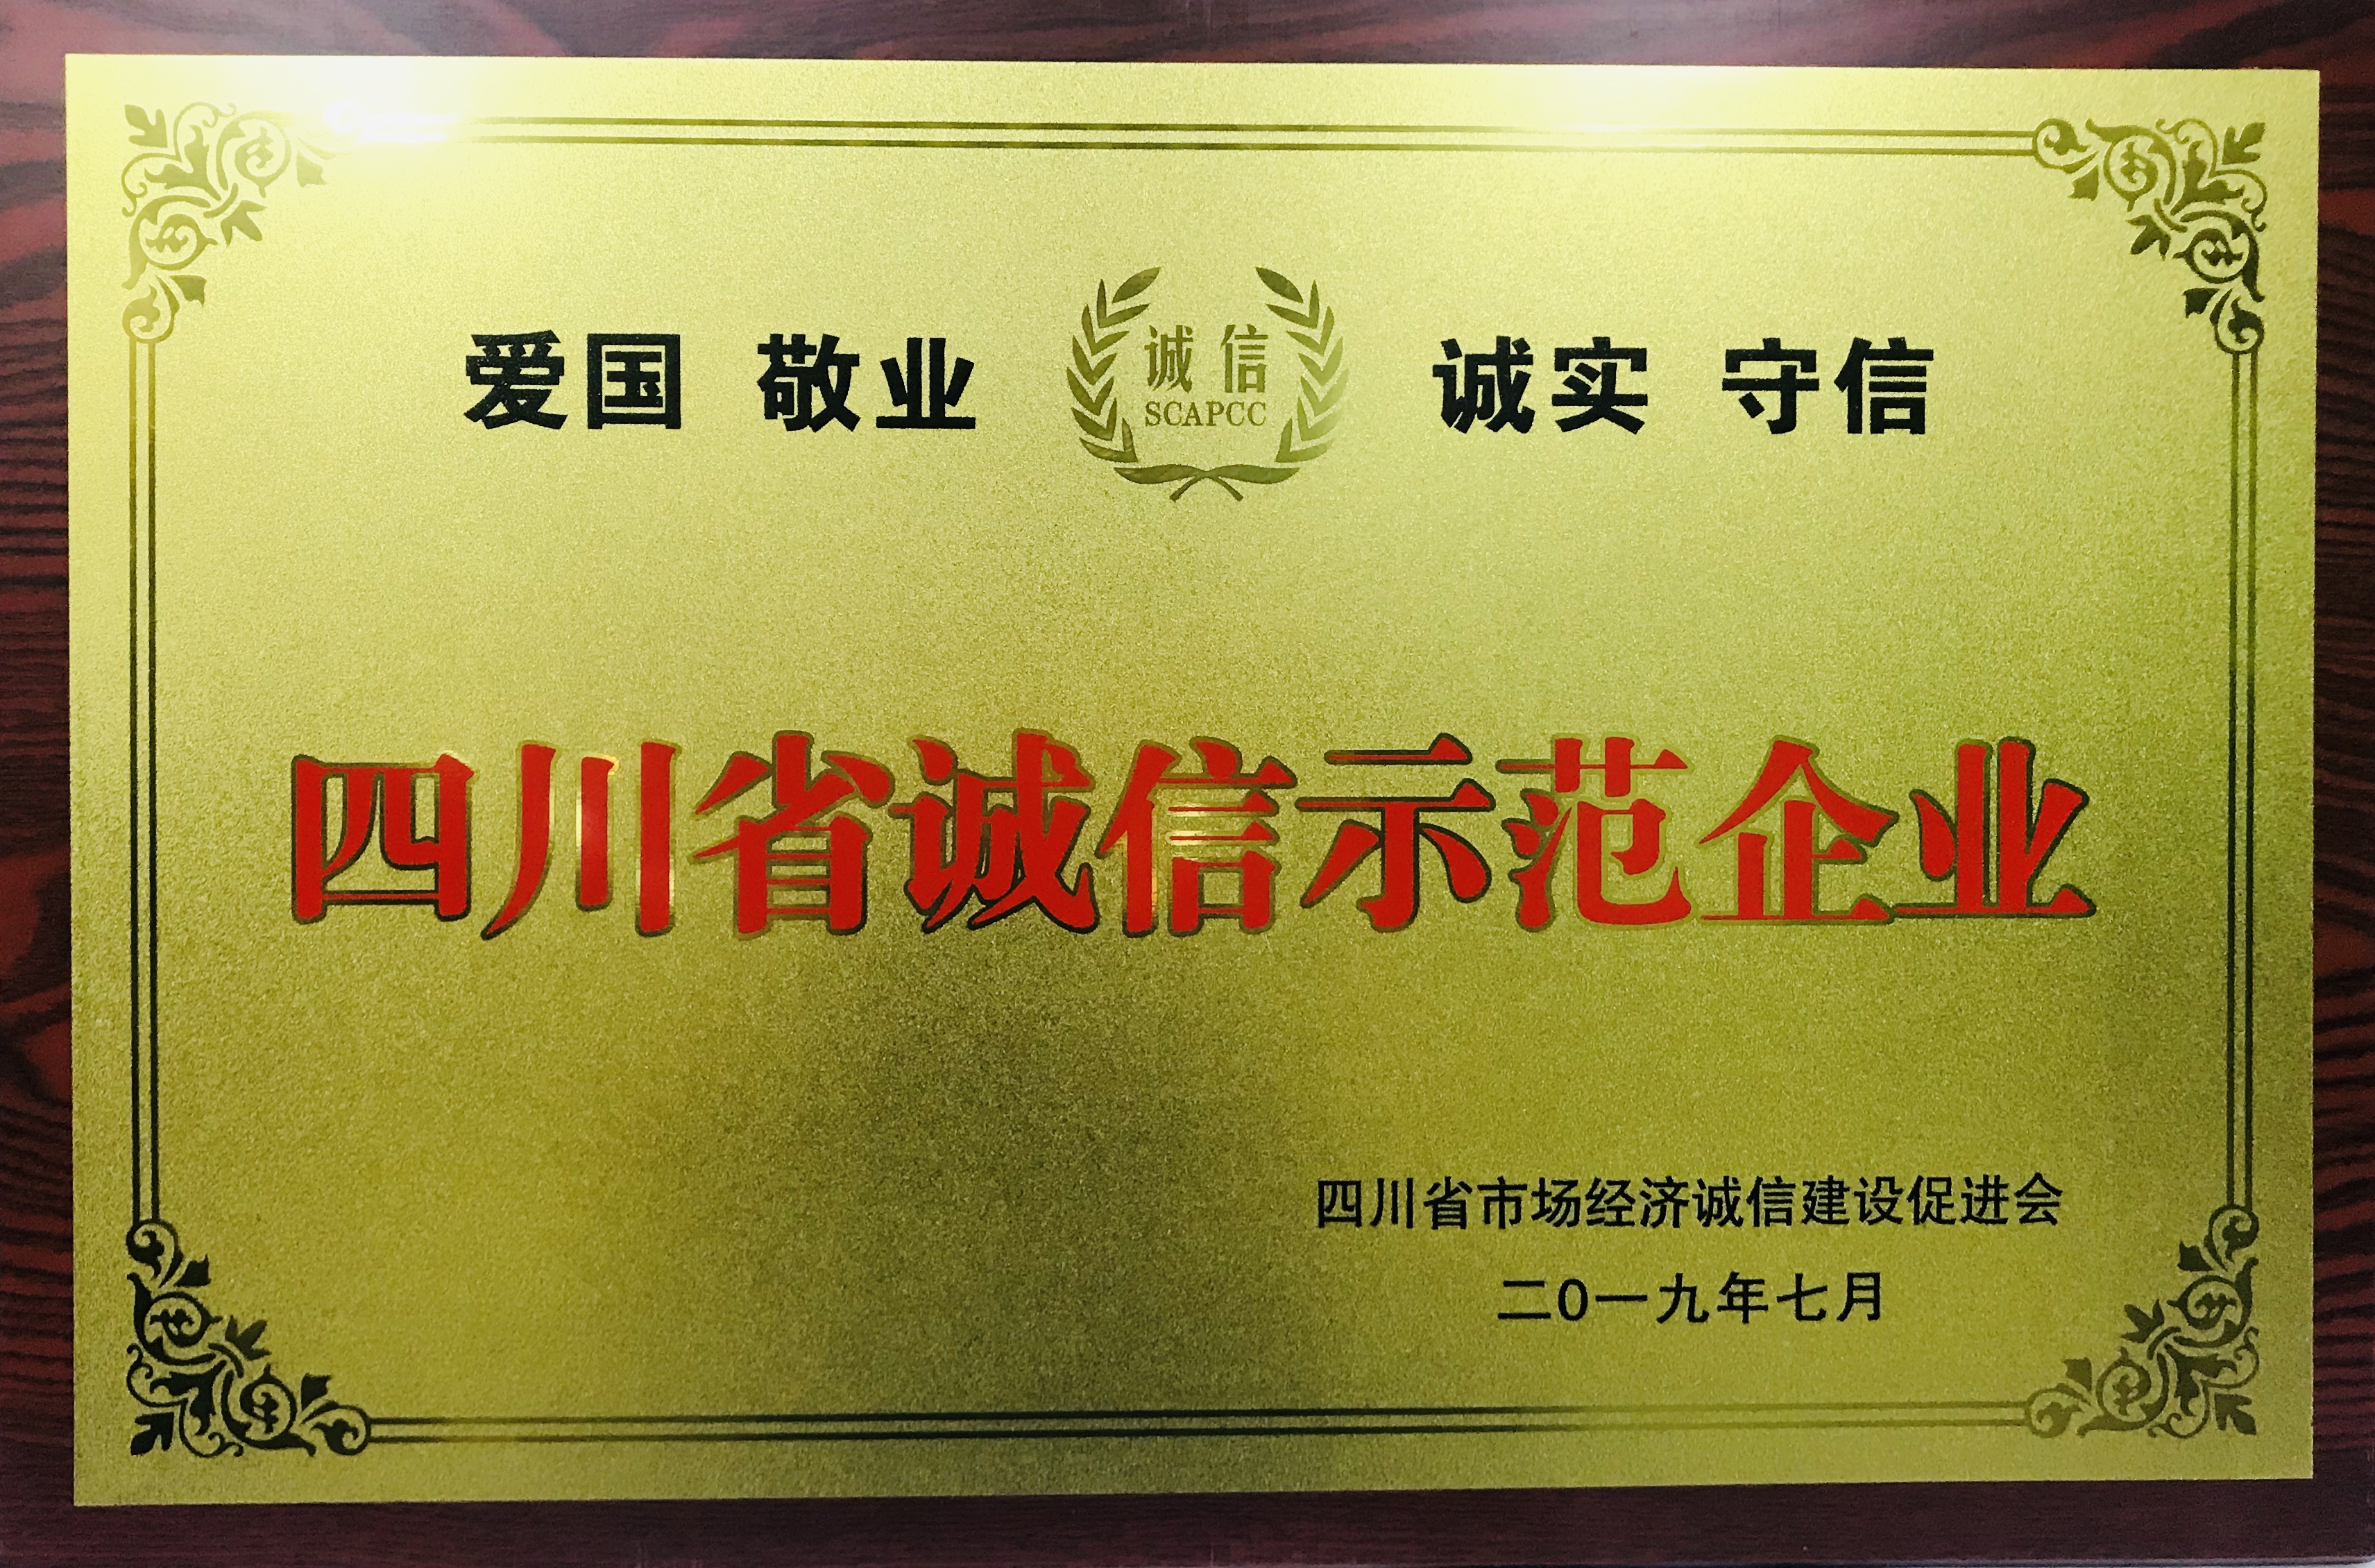 爱国 敬业 诚信 诚实 守信
SCAPCC
四川省诚信示范企业
四川省市场经济诚信建设促进会
二0一九年七月